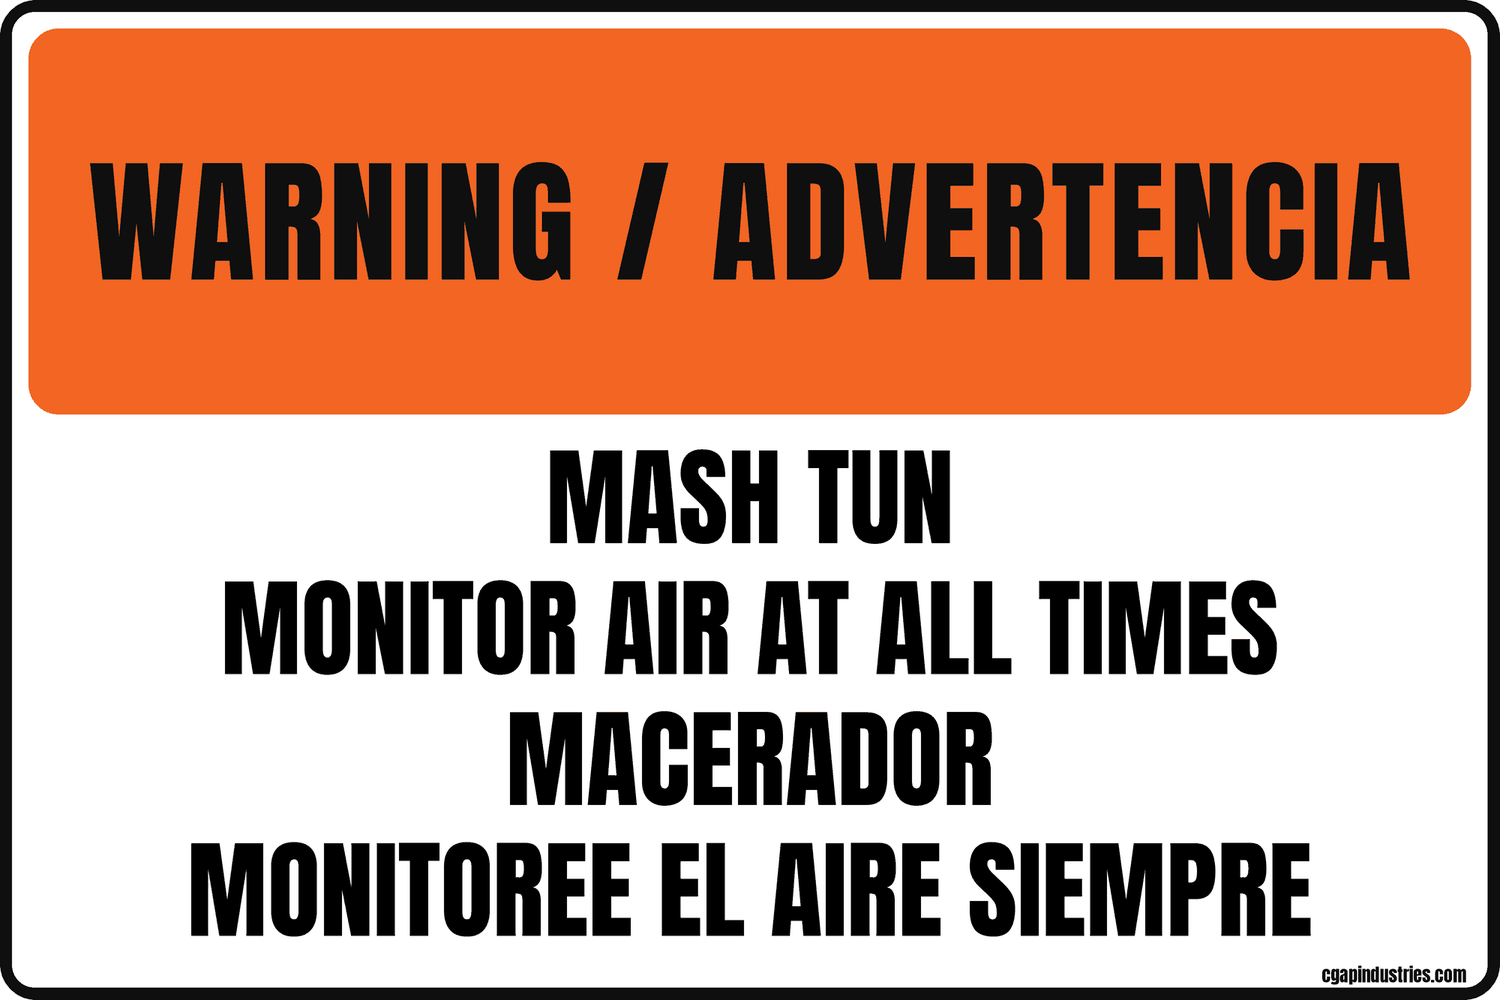 WARNING / ADVERTENCIA
MASH TUN
MONITOR AIR AT ALL TIMES
MACERADOR
MONITOREE EL AIRE SIEMPRE
cgapindustries.com